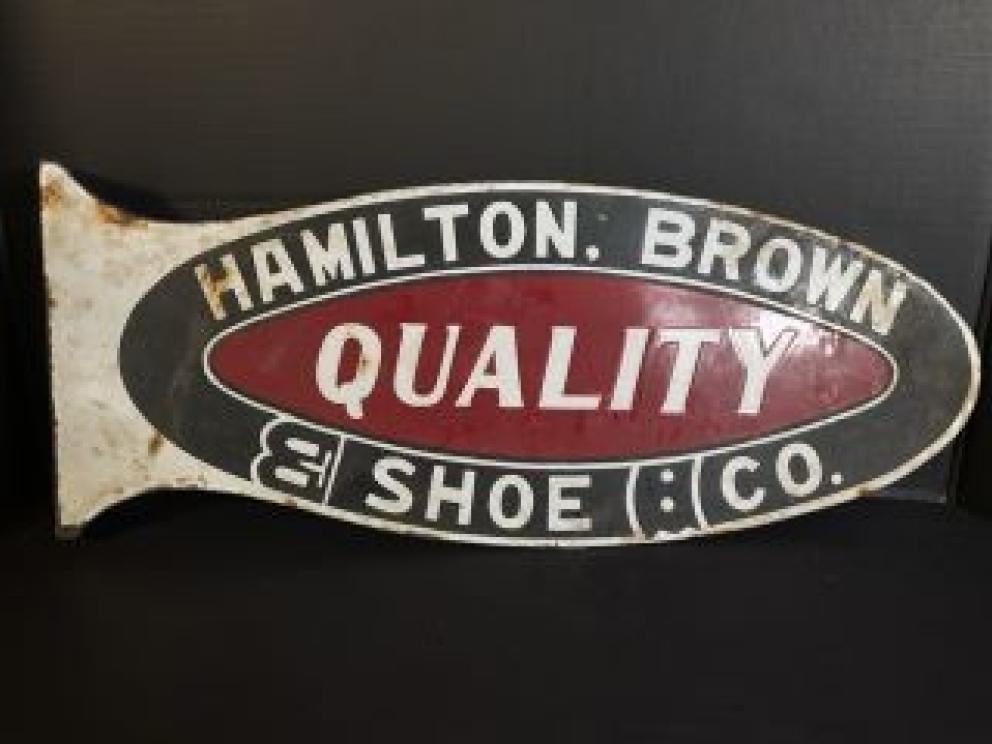 HAMILTON. BROWN
QUALITY
SHOE CO.